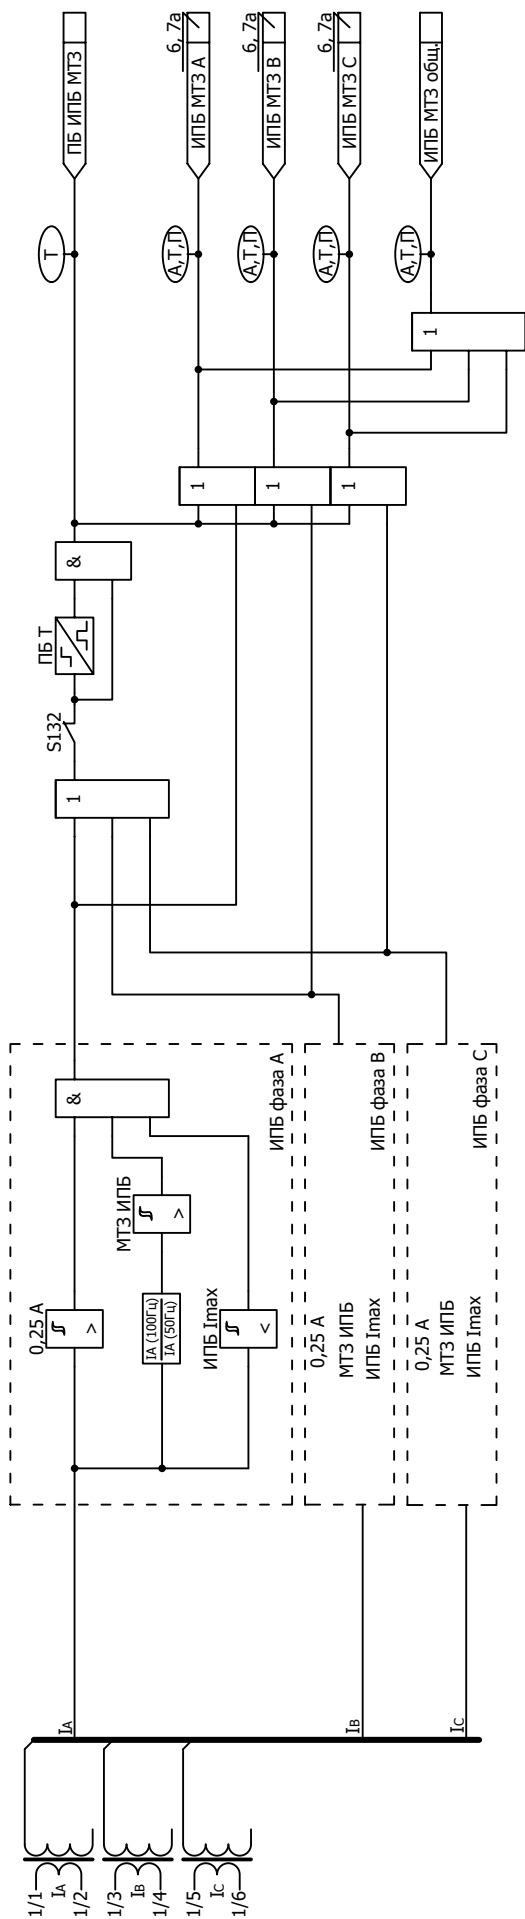 1/1
IA
1/2
1/3
IB
1/4
1/5
IC
1/6
IA
IB
IC
0,25 A
>
IA (100Гц)
IA (50Гц)
МТЗ ИПБ
>
ИПБ Imax
<
&
ИПБ фаза A
0,25 A
МТЗ ИПБ
ИПБ Imax
ИПБ фаза B
0,25 A
МТЗ ИПБ
ИПБ Imax
ИПБ фаза C
1
S132
ПБ Т
&
1
1
1
1
Т
А,Т,П
А,Т,П
А,Т,П
А,Т,П
ПБ ИПБ МТЗ
ИПБ МТЗ A
6, 7а
ИПБ МТЗ B
6, 7а
ИПБ МТЗ C
6, 7а
ИПБ МТЗ общ.